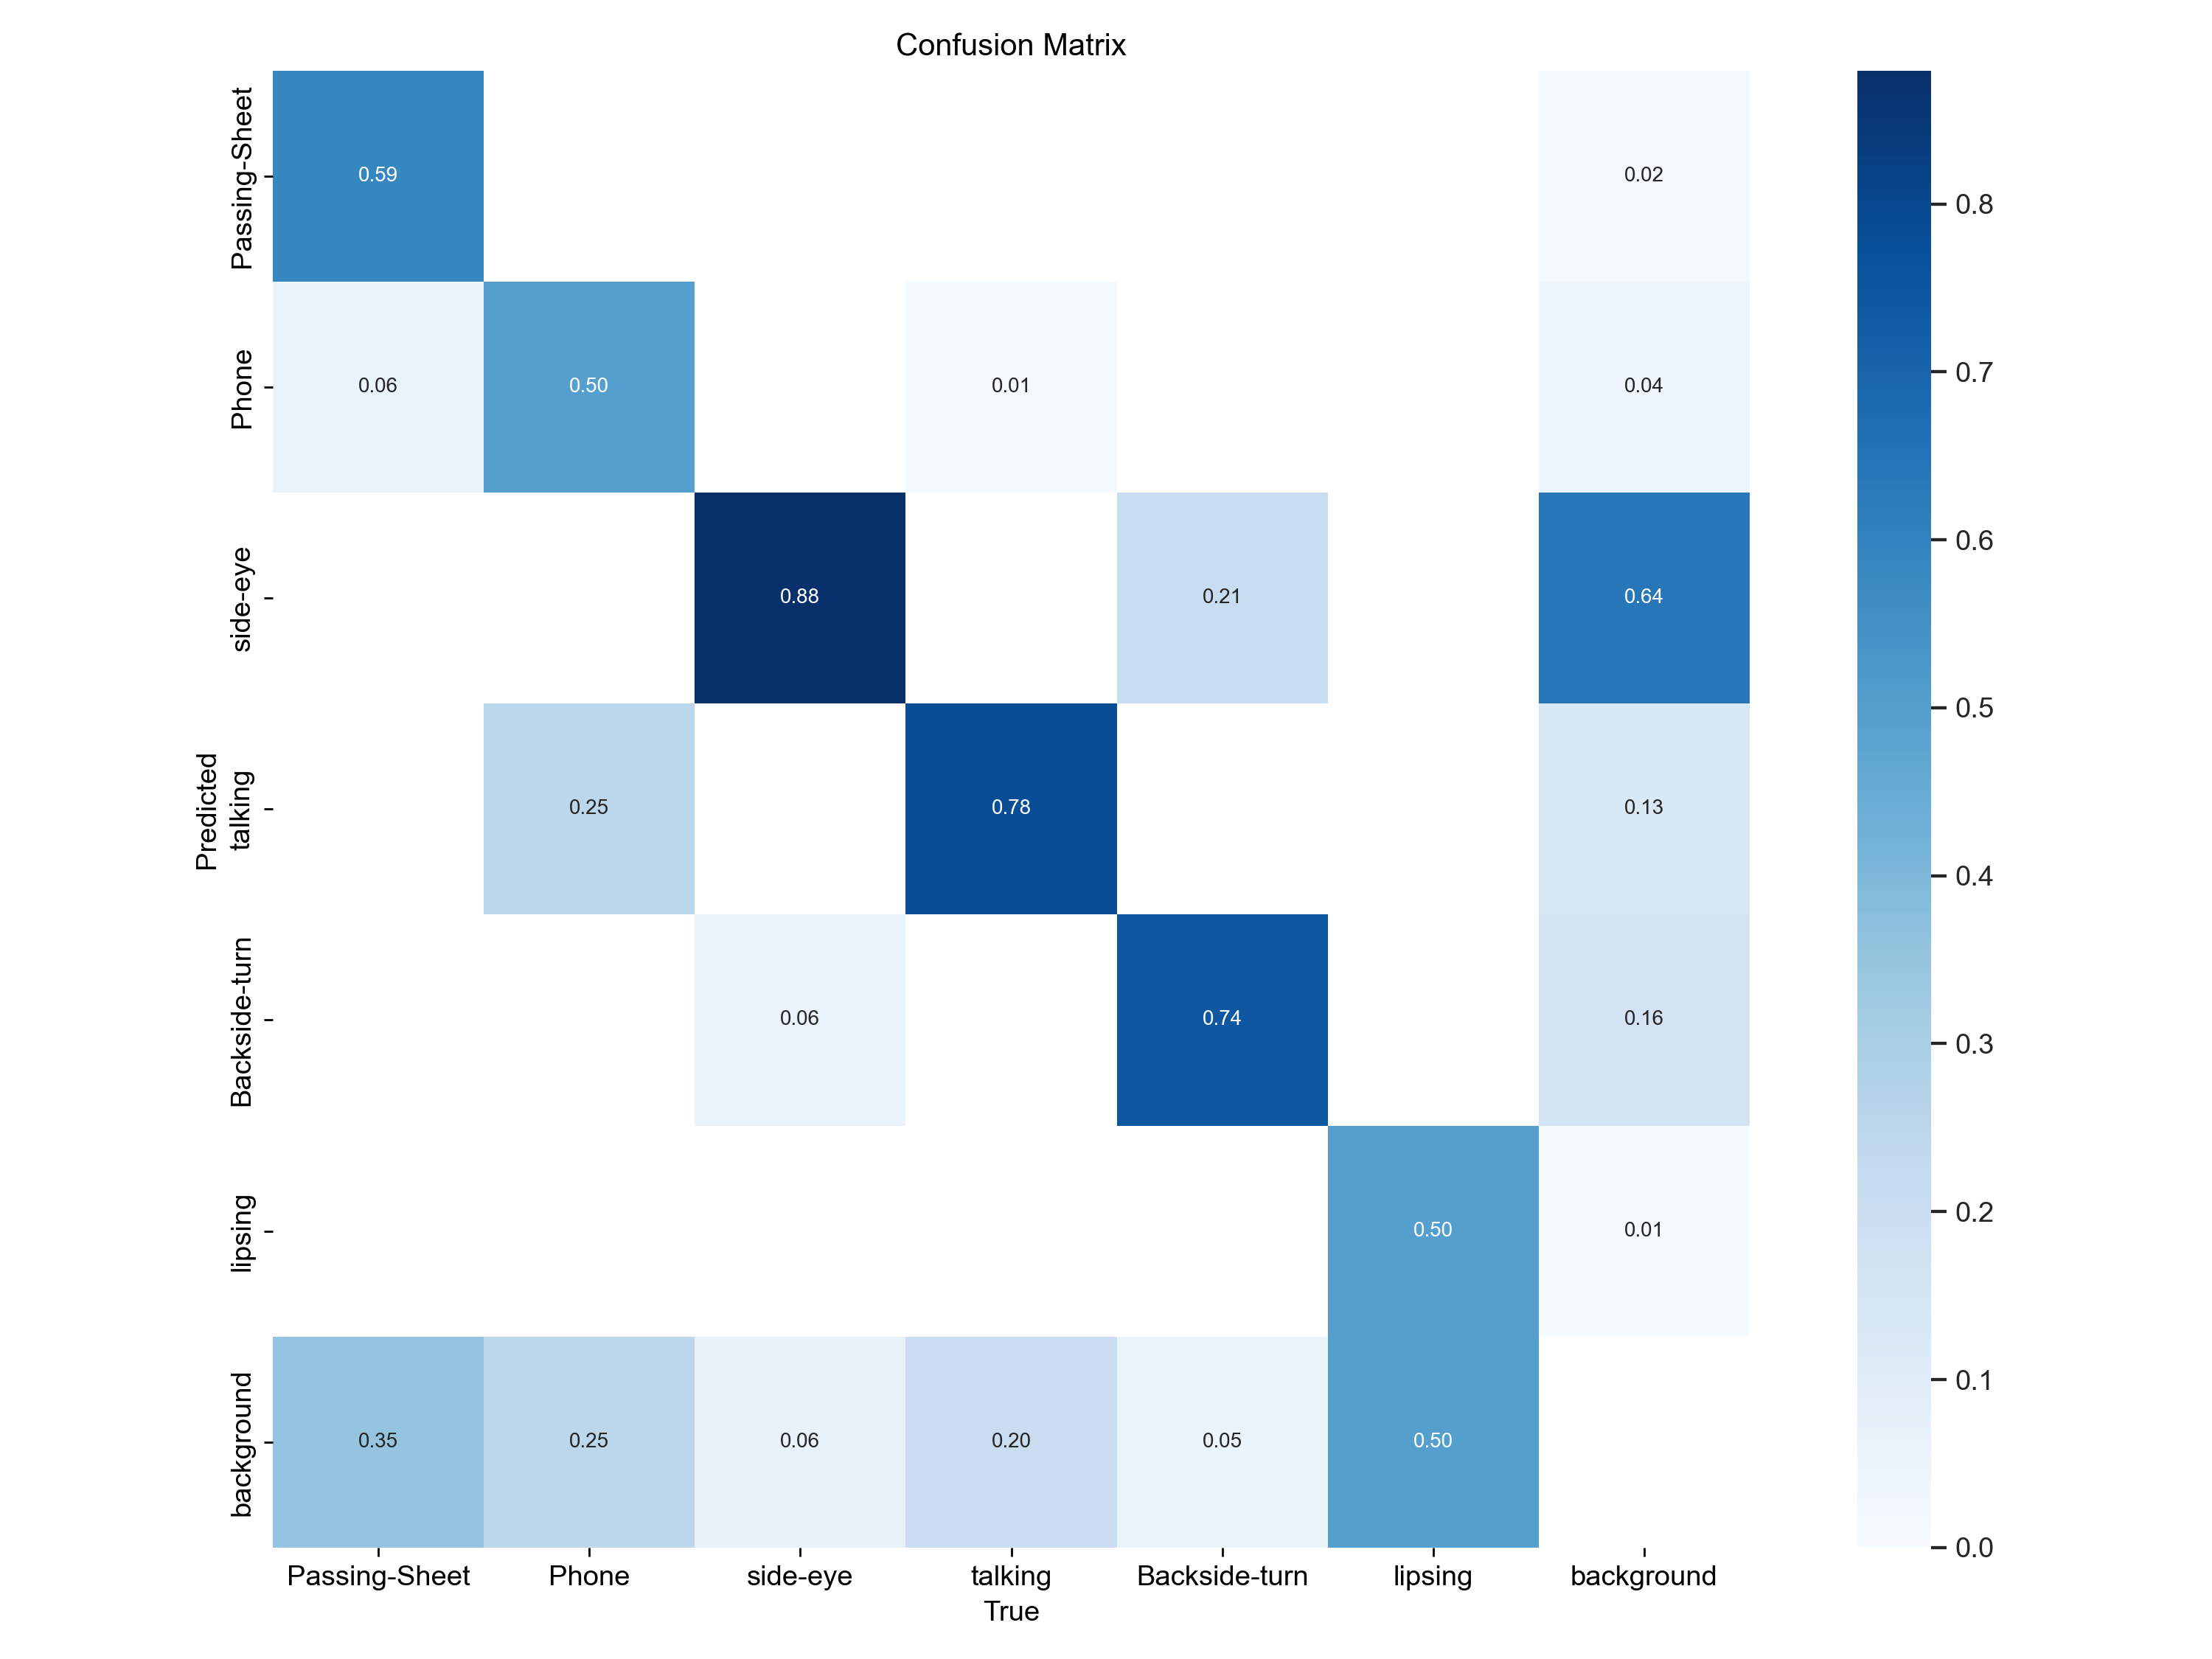 Confusion Matrix
Passing-Sheet
0.59
0.02
0.8
Phone
0.06
0.50
0.01
0.04
0.7
side-eye
0.88
0.21
0.64
0.6
0.5
Predicted
talking
0.25
0.78
0.13
0.4
Backside-turn
0.06
0.74
0.16
0.3
lipsing
0.50
0.01
0.2
background
0.35
0.25
0.06
0.20
0.05
0.50
0.1
0.0
Passing-Sheet
Phone
side-eye
talking
Backside-turn
lipsing
background
True